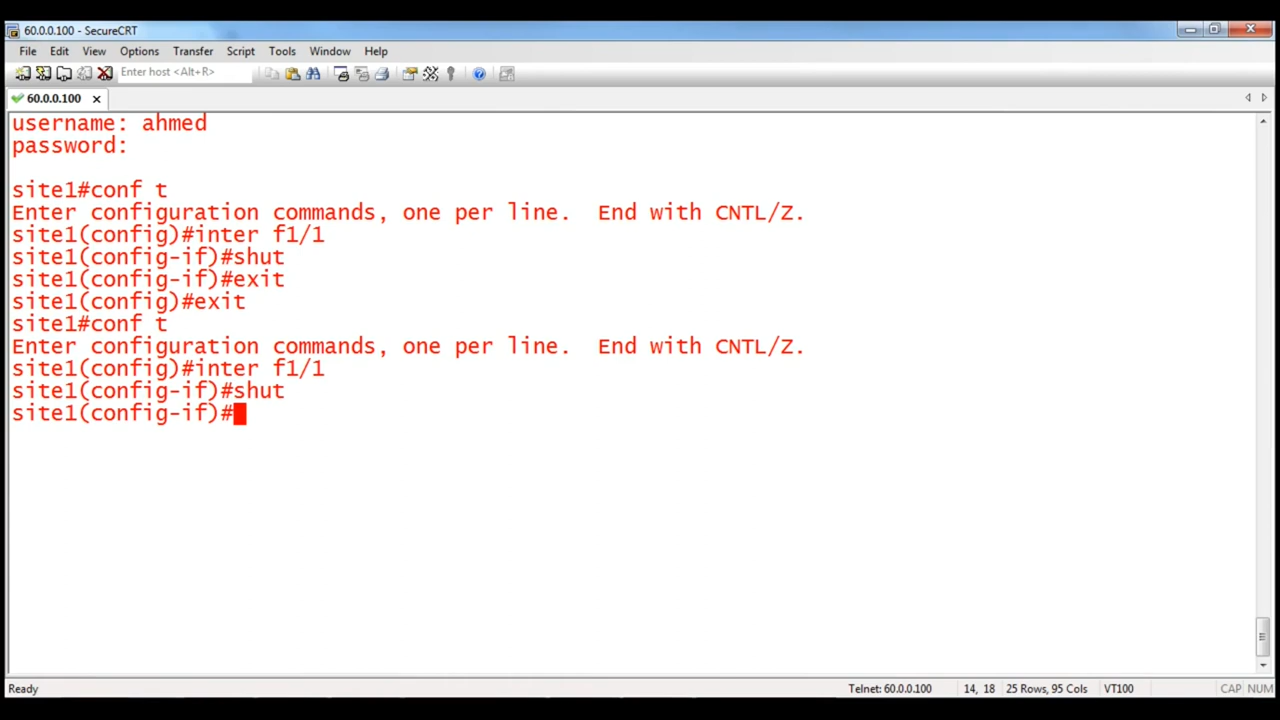 60.0.0.100 - SecureCRT
File Edit View Options Transfer Script Tools Window Help
Enter host <Alt+R>
60.0.0.100
username: ahmed
password:
site1#conf t
Enter configuration commands, one per line.  End with CNTL/Z.
site1(config)#inter f1/1
site1(config-if)#shut
site1(config-if)#exit
site1(config)#exit
site1#conf t
Enter configuration commands, one per line.  End with CNTL/Z.
site1(config)#inter f1/1
site1(config-if)#shut
site1(config-if)#
Ready Telnet: 60.0.0.100 14, 18 25 Rows, 95 Cols VT100 CAP NUM